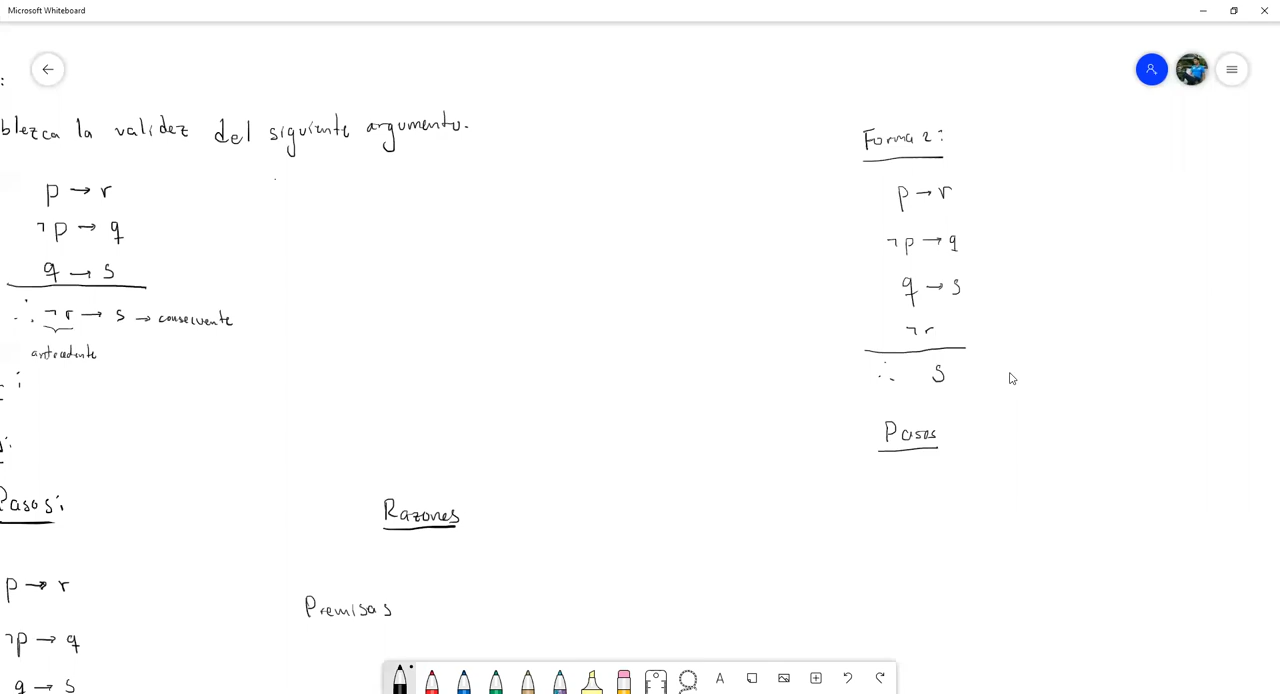 Microsoft Whiteboard
:
blezca la validez del siguiente argumento.
p → r
¬p → q
q → s
∴ ¬r → s → consecuente
antecedente
:
:
Pasos:
Razones
p → r
Premisas
¬p → q
q → s
Forma 2:
p → r
¬p → q
q → s
¬r
∴ s
Pasos
A